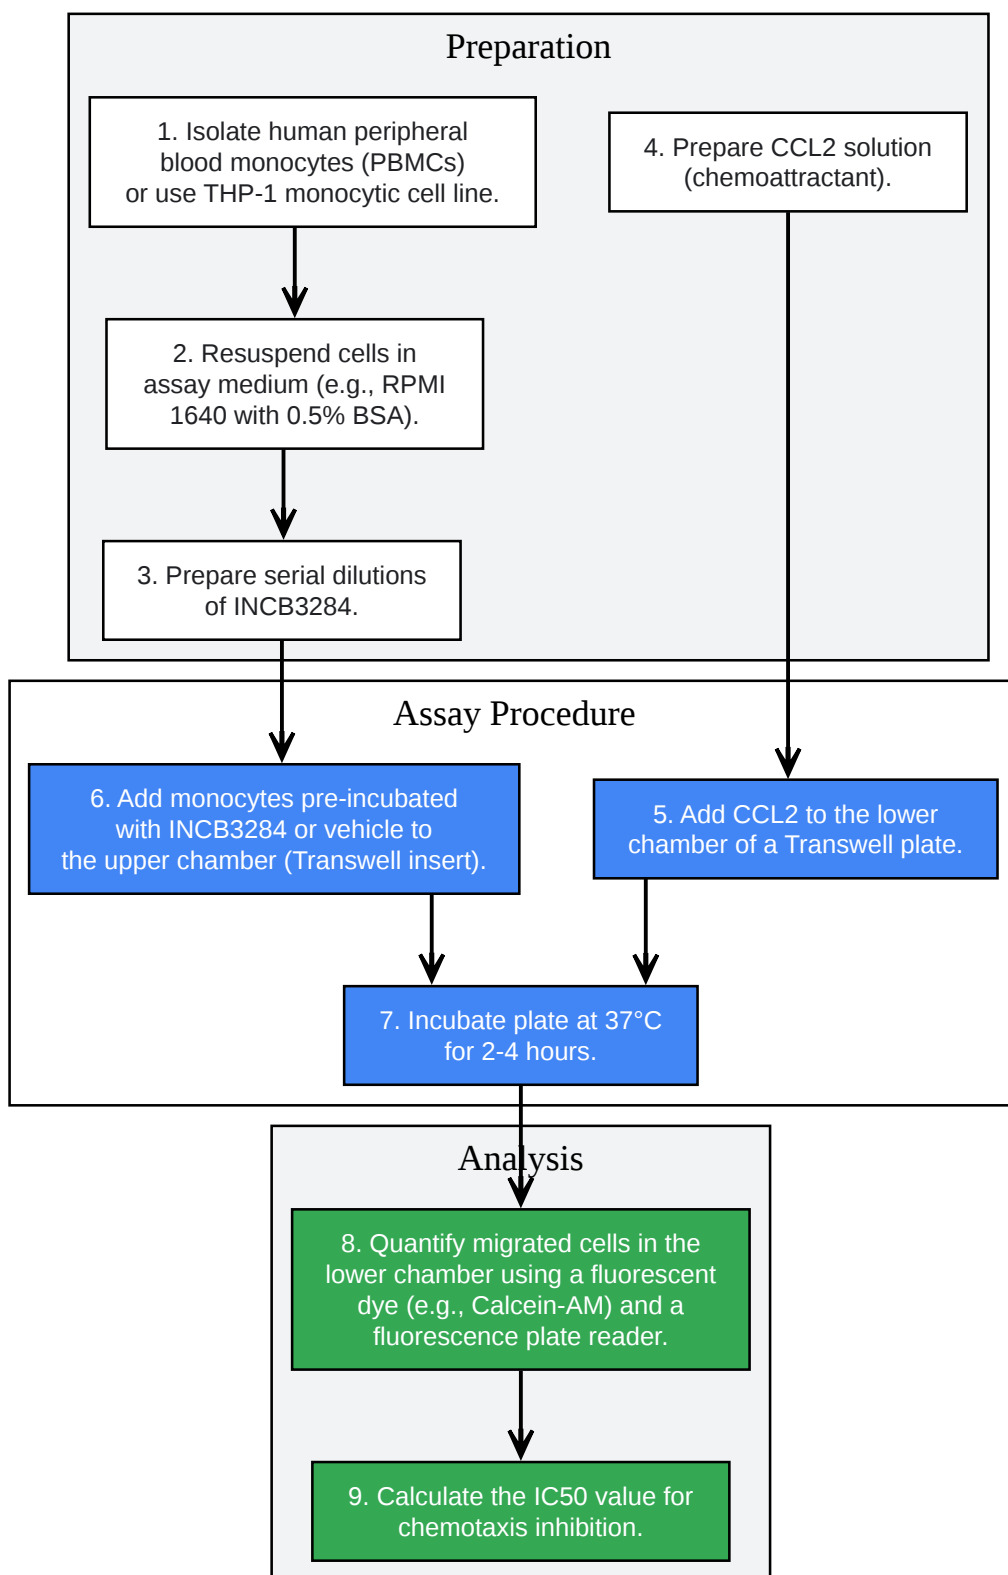 Preparation
1. Isolate human peripheral
blood monocytes (PBMCs)
or use THP-1 monocytic cell line.
4. Prepare CCL2 solution
(chemoattractant).
2. Resuspend cells in
assay medium (e.g., RPMI
1640 with 0.5% BSA).
3. Prepare serial dilutions
of INCB3284.
Assay Procedure
6. Add monocytes pre-incubated
with INCB3284 or vehicle to
the upper chamber (Transwell insert).
5. Add CCL2 to the lower
chamber of a Transwell plate.
7. Incubate plate at 37°C
for 2-4 hours.
Analysis
8. Quantify migrated cells in the
lower chamber using a fluorescent
dye (e.g., Calcein-AM) and a
fluorescence plate reader.
9. Calculate the IC50 value for
chemotaxis inhibition.